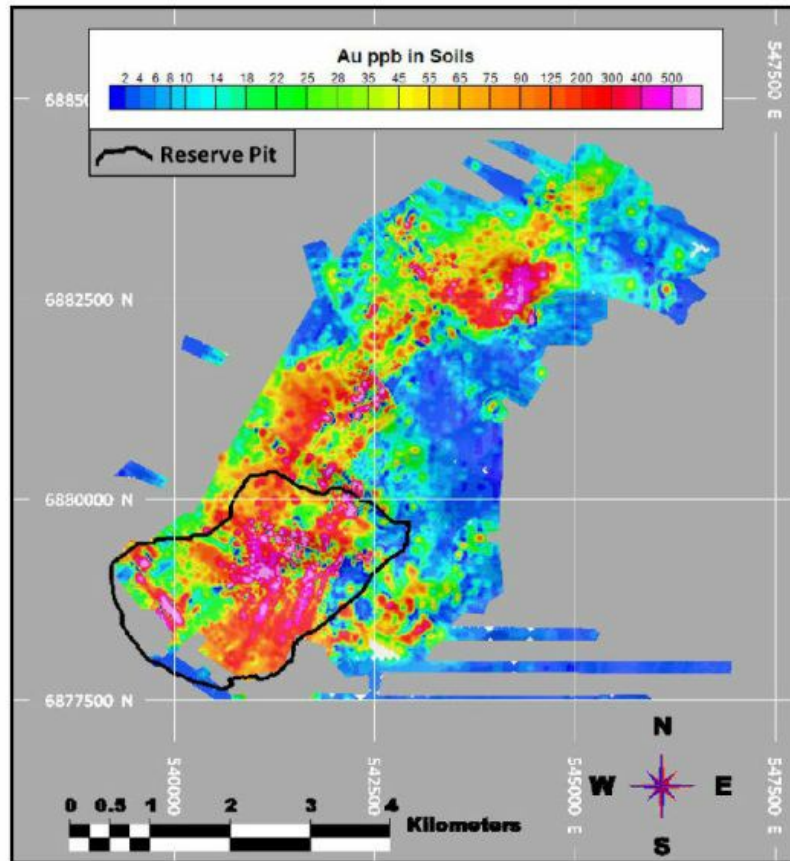 Au ppb in Soils
2 4 6 8 10 14 18 22 25 28 35 45 55 65 75 90 125 200 300 400 500
547500 E
6885
Reserve Pit
6882500 N
6880000 N
6877500 N
540000
542500
545000 E
547500 E
N
W E
S
0 0.5 1 2 3 4
Kilometers